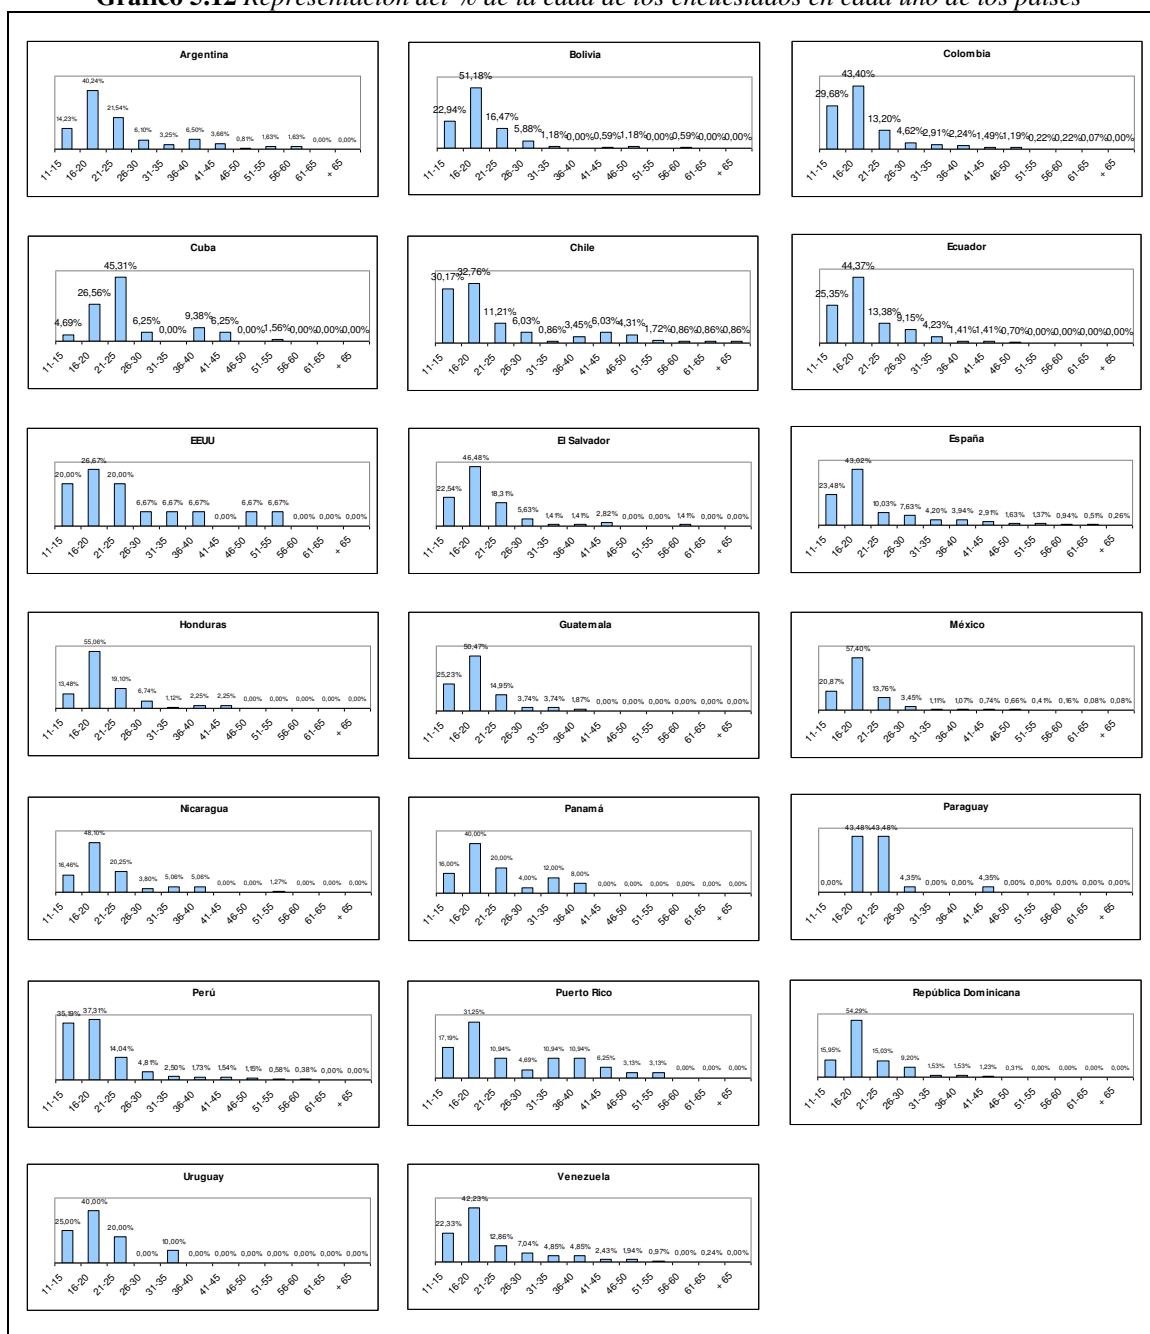 Gráfico 5.12 Representación del % de la edad de los encuestados en cada uno de los países
Argentina
14,23% 40,24% 21,54% 6,10% 3,25% 6,50% 3,66% 0,81% 1,63% 1,63% 0,00% 0,00%
11-15 16-20 21-25 26-30 31-35 36-40 41-45 46-50 51-55 56-60 61-65 + 65
Bolivia
22,94% 51,18% 16,47% 5,88% 1,18% 0,00% 0,59% 1,18% 0,00% 0,59% 0,00% 0,00%
11-15 16-20 21-25 26-30 31-35 36-40 41-45 46-50 51-55 56-60 61-65 + 65
Colombia
29,68% 43,40% 13,20% 4,62% 2,91% 2,24% 1,49% 1,19% 0,22% 0,22% 0,07% 0,00%
11-15 16-20 21-25 26-30 31-35 36-40 41-45 46-50 51-55 56-60 61-65 + 65
Cuba
4,69% 26,56% 45,31% 6,25% 0,00% 9,38% 6,25% 0,00% 1,56% 0,00% 0,00% 0,00%
11-15 16-20 21-25 26-30 31-35 36-40 41-45 46-50 51-55 56-60 61-65 + 65
Chile
30,17% 32,76% 11,21% 6,03% 0,86% 3,45% 6,03% 4,31% 1,72% 0,86% 0,86% 0,86%
11-15 16-20 21-25 26-30 31-35 36-40 41-45 46-50 51-55 56-60 61-65 + 65
Ecuador
25,35% 44,37% 13,38% 9,15% 4,23% 1,41% 1,41% 0,70% 0,00% 0,00% 0,00% 0,00%
11-15 16-20 21-25 26-30 31-35 36-40 41-45 46-50 51-55 56-60 61-65 + 65
EEUU
20,00% 26,67% 20,00% 6,67% 6,67% 6,67% 0,00% 6,67% 6,67% 0,00% 0,00% 0,00%
11-15 16-20 21-25 26-30 31-35 36-40 41-45 46-50 51-55 56-60 61-65 + 65
El Salvador
22,54% 46,48% 18,31% 5,63% 1,41% 1,41% 2,82% 0,00% 0,00% 1,41% 0,00% 0,00%
11-15 16-20 21-25 26-30 31-35 36-40 41-45 46-50 51-55 56-60 61-65 + 65
España
23,48% 43,02% 10,03% 7,63% 4,20% 3,94% 2,91% 1,63% 1,37% 0,94% 0,51% 0,26%
11-15 16-20 21-25 26-30 31-35 36-40 41-45 46-50 51-55 56-60 61-65 + 65
Honduras
13,48% 55,06% 19,10% 6,74% 1,12% 2,25% 2,25% 0,00% 0,00% 0,00% 0,00% 0,00%
11-15 16-20 21-25 26-30 31-35 36-40 41-45 46-50 51-55 56-60 61-65 + 65
Guatemala
25,23% 50,47% 14,95% 3,74% 3,74% 1,87% 0,00% 0,00% 0,00% 0,00% 0,00% 0,00%
11-15 16-20 21-25 26-30 31-35 36-40 41-45 46-50 51-55 56-60 61-65 + 65
México
20,87% 57,40% 13,76% 3,45% 1,11% 1,07% 0,74% 0,66% 0,41% 0,16% 0,08% 0,08%
11-15 16-20 21-25 26-30 31-35 36-40 41-45 46-50 51-55 56-60 61-65 + 65
Nicaragua
16,46% 48,10% 20,25% 3,80% 5,06% 5,06% 0,00% 0,00% 1,27% 0,00% 0,00% 0,00%
11-15 16-20 21-25 26-30 31-35 36-40 41-45 46-50 51-55 56-60 61-65 + 65
Panamá
16,00% 40,00% 20,00% 4,00% 12,00% 8,00% 0,00% 0,00% 0,00% 0,00% 0,00% 0,00%
11-15 16-20 21-25 26-30 31-35 36-40 41-45 46-50 51-55 56-60 61-65 + 65
Paraguay
0,00% 43,48% 43,48% 4,35% 0,00% 0,00% 4,35% 0,00% 0,00% 0,00% 0,00% 0,00%
11-15 16-20 21-25 26-30 31-35 36-40 41-45 46-50 51-55 56-60 61-65 + 65
Perú
35,19% 37,31% 14,04% 4,81% 2,50% 1,73% 1,54% 1,15% 0,58% 0,38% 0,00% 0,00%
11-15 16-20 21-25 26-30 31-35 36-40 41-45 46-50 51-55 56-60 61-65 + 65
Puerto Rico
17,19% 31,25% 10,94% 4,69% 10,94% 10,94% 6,25% 3,13% 3,13% 0,00% 0,00% 0,00%
11-15 16-20 21-25 26-30 31-35 36-40 41-45 46-50 51-55 56-60 61-65 + 65
República Dominicana
15,95% 54,29% 15,03% 9,20% 1,53% 1,53% 1,23% 0,31% 0,00% 0,00% 0,00% 0,00%
11-15 16-20 21-25 26-30 31-35 36-40 41-45 46-50 51-55 56-60 61-65 + 65
Uruguay
25,00% 40,00% 20,00% 0,00% 10,00% 0,00% 0,00% 0,00% 0,00% 0,00% 0,00% 0,00%
11-15 16-20 21-25 26-30 31-35 36-40 41-45 46-50 51-55 56-60 61-65 + 65
Venezuela
22,33% 42,23% 12,86% 7,04% 4,85% 4,85% 2,43% 1,94% 0,97% 0,00% 0,24% 0,00%
11-15 16-20 21-25 26-30 31-35 36-40 41-45 46-50 51-55 56-60 61-65 + 65